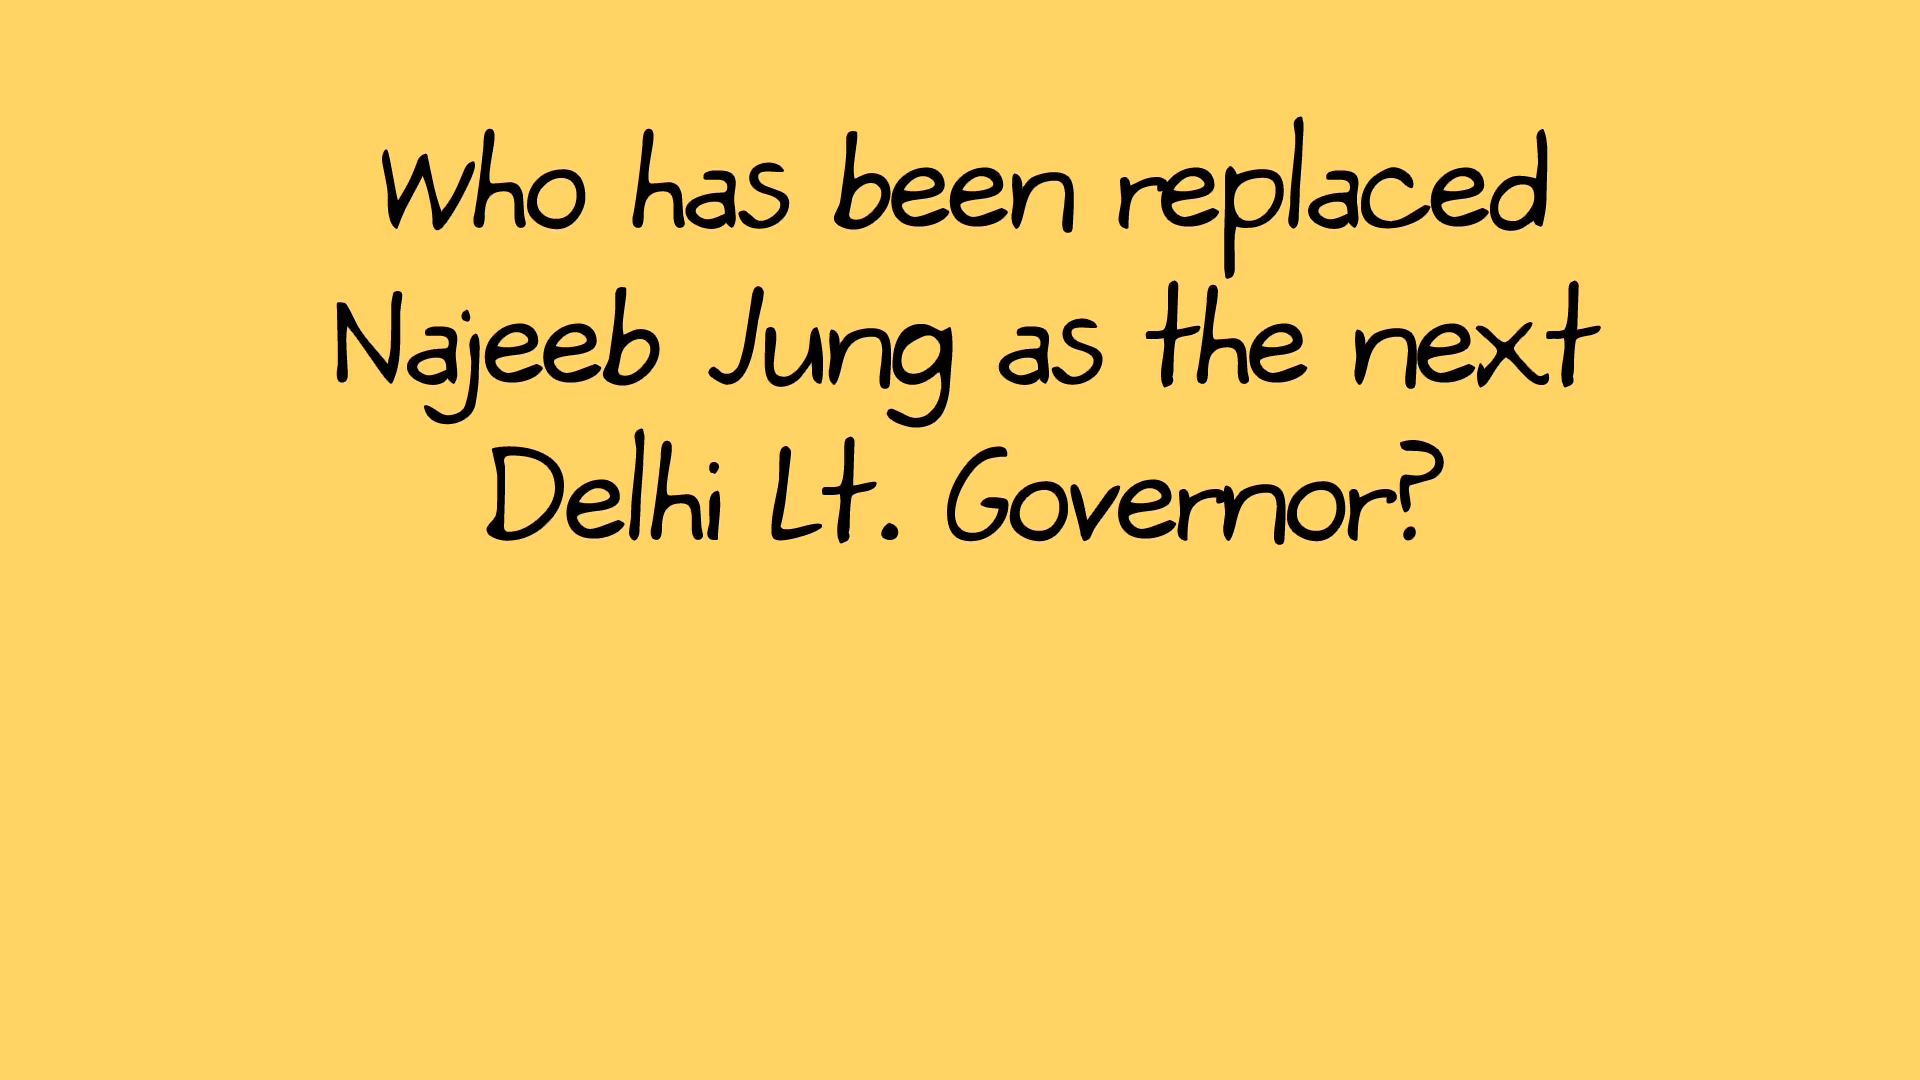 Who has been replaced
Najeeb Jung as the next
Delhi Lt. Governor?